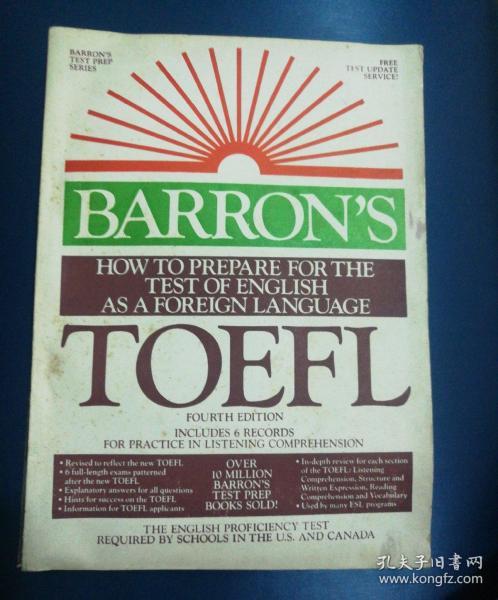 BARRON'S
TEST PREP
SERIES
FREE
TEST UPDATE
SERVICE!
BARRON'S
HOW TO PREPARE FOR THE
TEST OF ENGLISH
AS A FOREIGN LANGUAGE
TOEFL
FOURTH EDITION
INCLUDES 6 RECORDS
FOR PRACTICE IN LISTENING COMPREHENSION
• Revised to reflect the new TOEFL
• 6 full-length exams patterned
after the new TOEFL
• Explanatory answers for all questions
• Hints for success on the TOEFL
• Information for TOEFL applicants
OVER
10 MILLION
BARRON'S
TEST PREP
BOOKS SOLD!
• In-depth review for each section
of the TOEFL: Listening
Comprehension, Structure and
Written Expression, Reading
Comprehension and Vocabulary
• Used by many ESL programs
THE ENGLISH PROFICIENCY TEST
REQUIRED BY SCHOOLS IN THE U.S. AND CANADA
孔夫子旧书网
www.kongfz.com